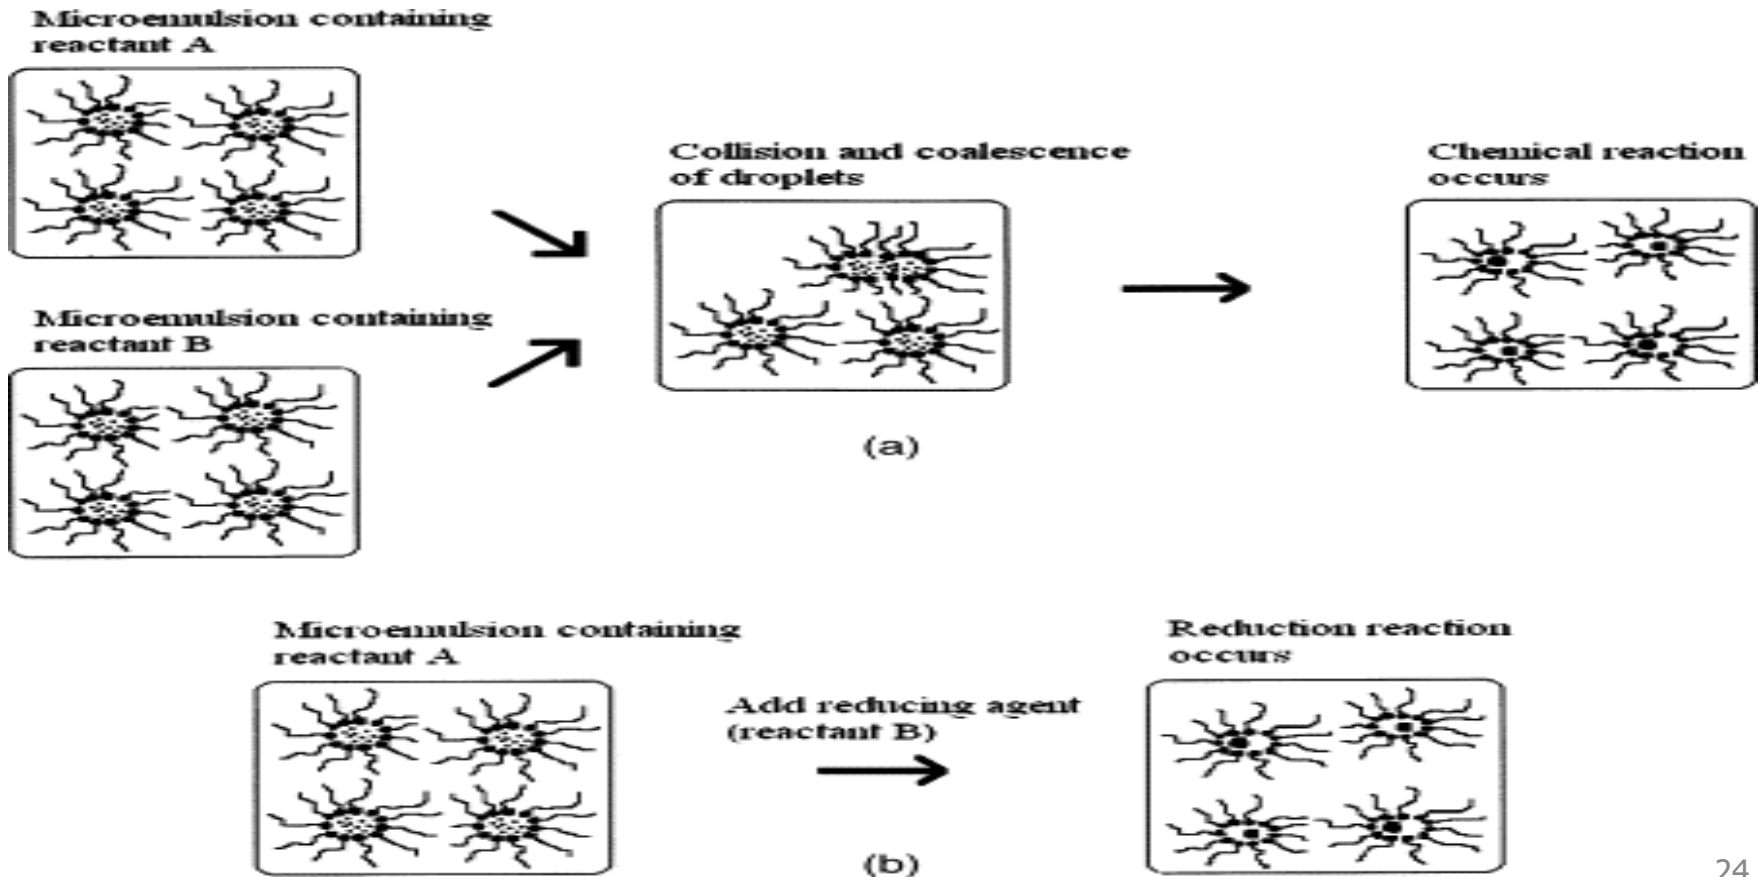 Microemulsion containing
reactant A
Microemulsion containing
reactant B
Collision and coalescence
of droplets
Chemical reaction
occurs
(a)
Microemulsion containing
reactant A
Add reducing agent
(reactant B)
Reduction reaction
occurs
(b)
24